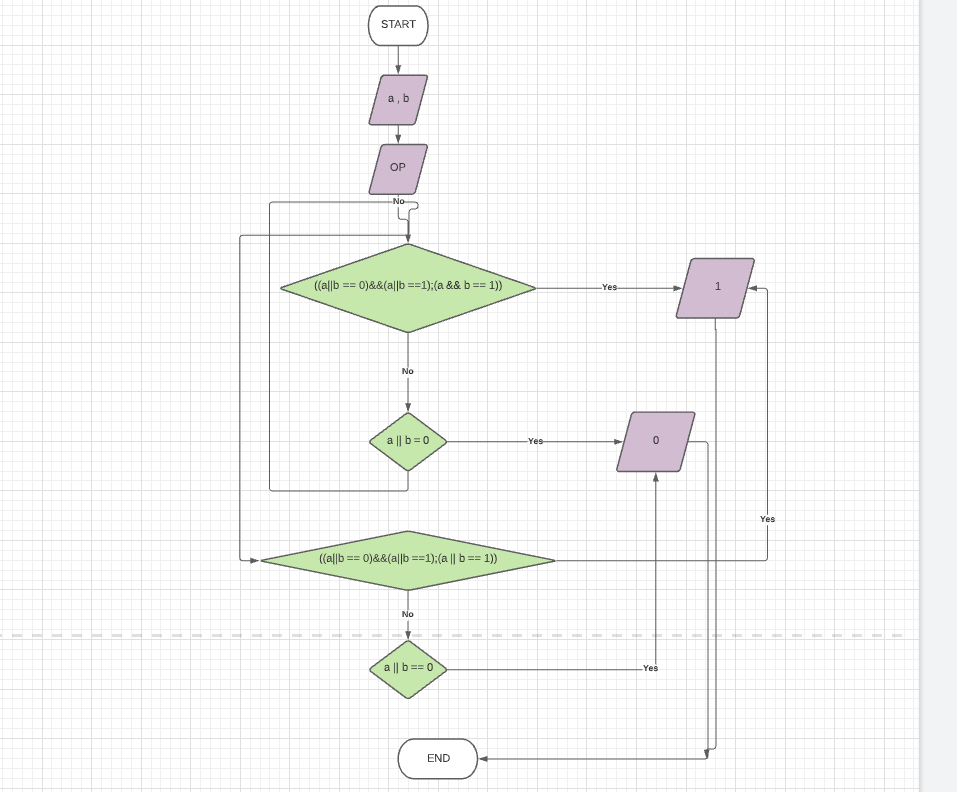 START
a , b
OP
No
((a||b == 0)&&(a||b ==1);(a && b == 1))
Yes
1
No
a || b = 0
Yes
0
Yes
((a||b == 0)&&(a||b ==1);(a || b == 1))
No
a || b == 0
Yes
END